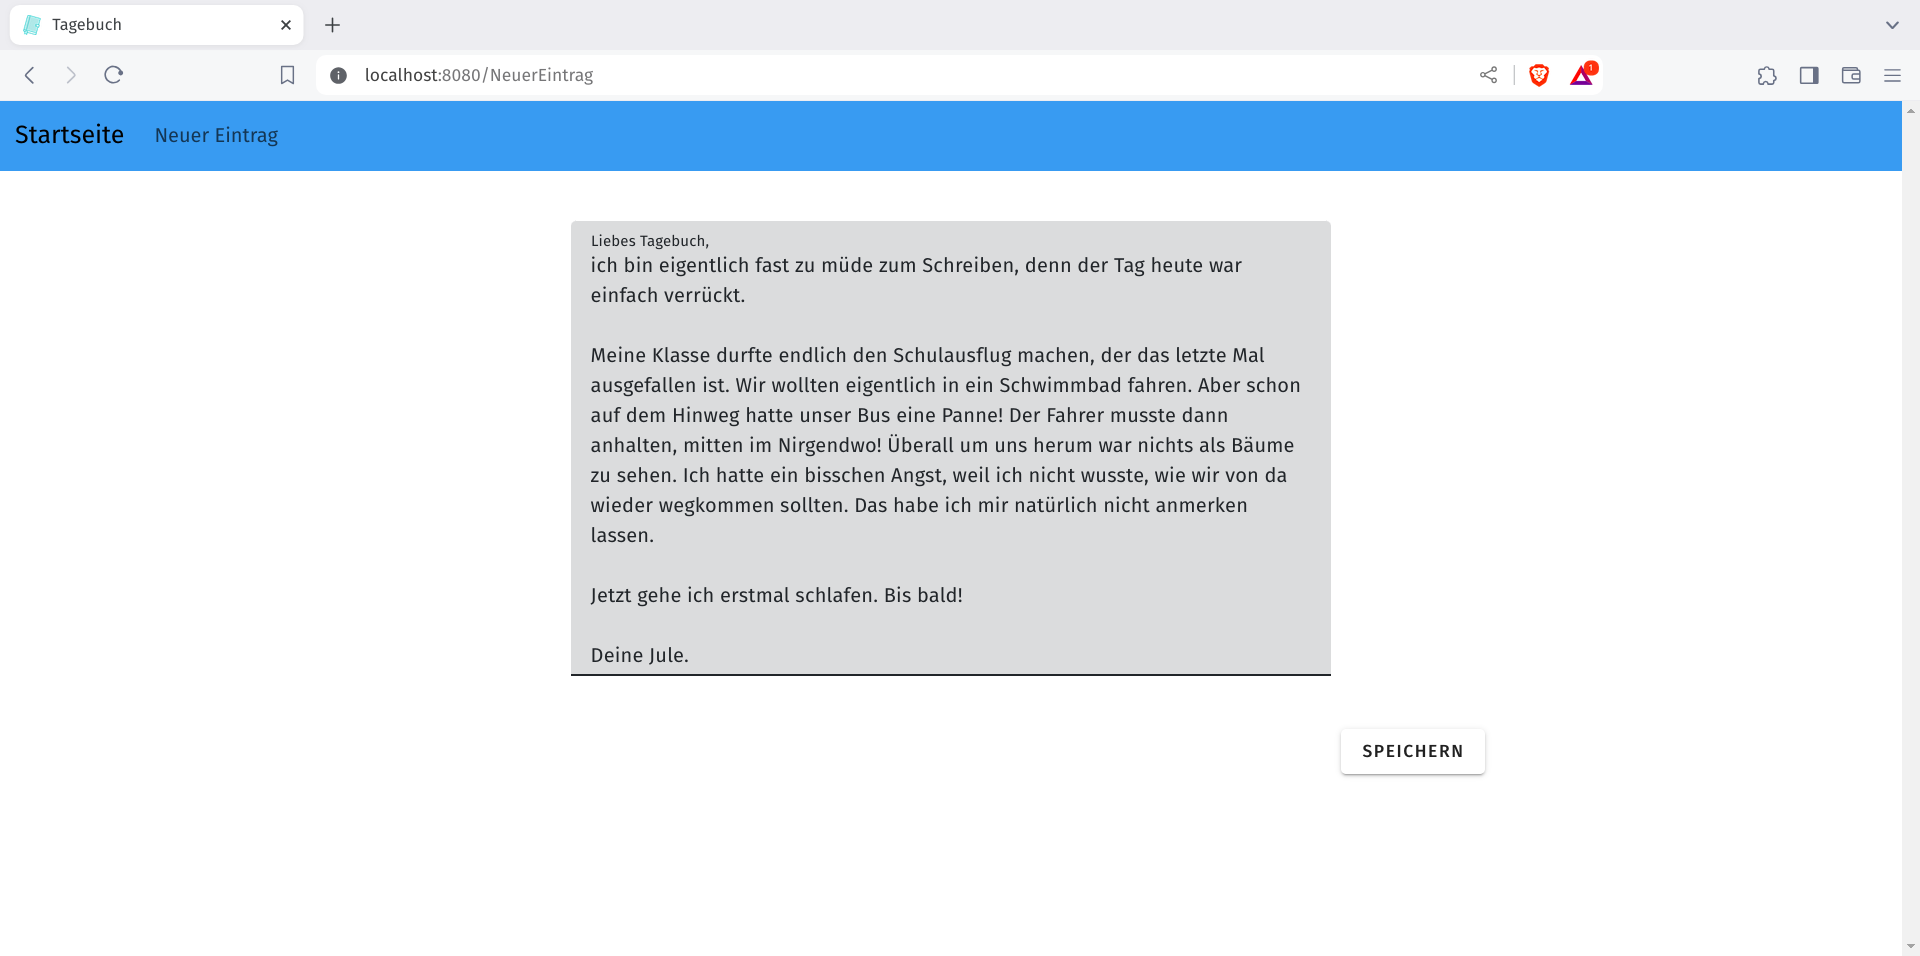 Tagebuch
localhost:8080/NeuerEintrag
1
Startseite
Neuer Eintrag
Liebes Tagebuch,
ich bin eigentlich fast zu müde zum Schreiben, denn der Tag heute war
einfach verrückt.
Meine Klasse durfte endlich den Schulausflug machen, der das letzte Mal
ausgefallen ist. Wir wollten eigentlich in ein Schwimmbad fahren. Aber schon
auf dem Hinweg hatte unser Bus eine Panne! Der Fahrer musste dann
anhalten, mitten im Nirgendwo! Überall um uns herum war nichts als Bäume
zu sehen. Ich hatte ein bisschen Angst, weil ich nicht wusste, wie wir von da
wieder wegkommen sollten. Das habe ich mir natürlich nicht anmerken
lassen.
Jetzt gehe ich erstmal schlafen. Bis bald!
Deine Jule.
SPEICHERN